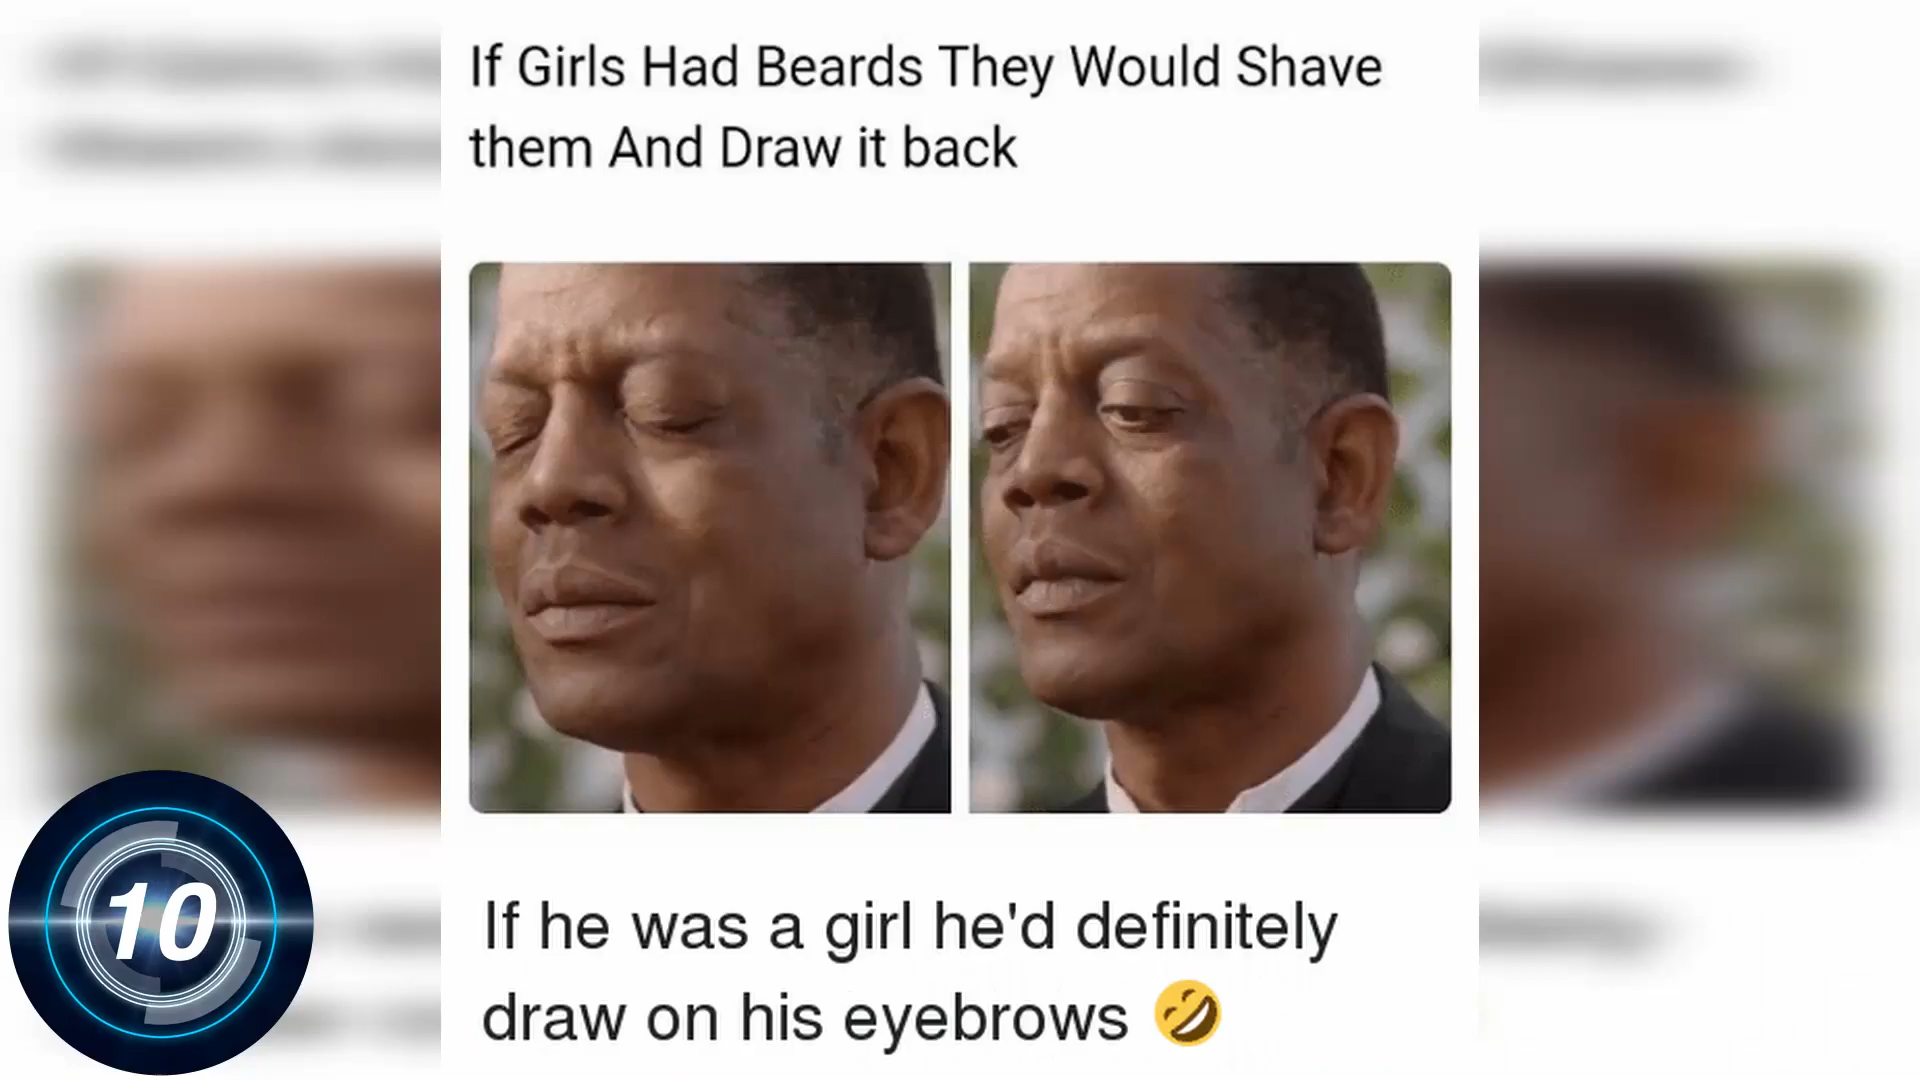 If Girls Had Beards They Would Shave
them And Draw it back
If he was a girl he'd definitely
draw on his eyebrows 🤣
10